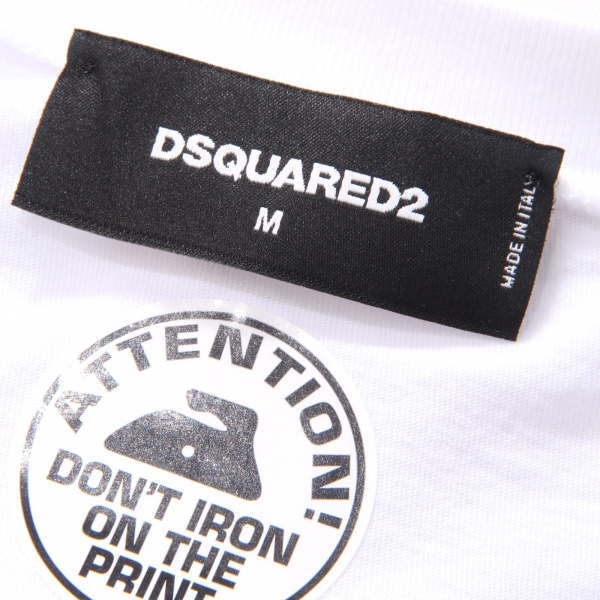 DSQUARED2
M
MADE IN ITALY
ATTENTION!
DON'T IRON
ON THE
PRINT